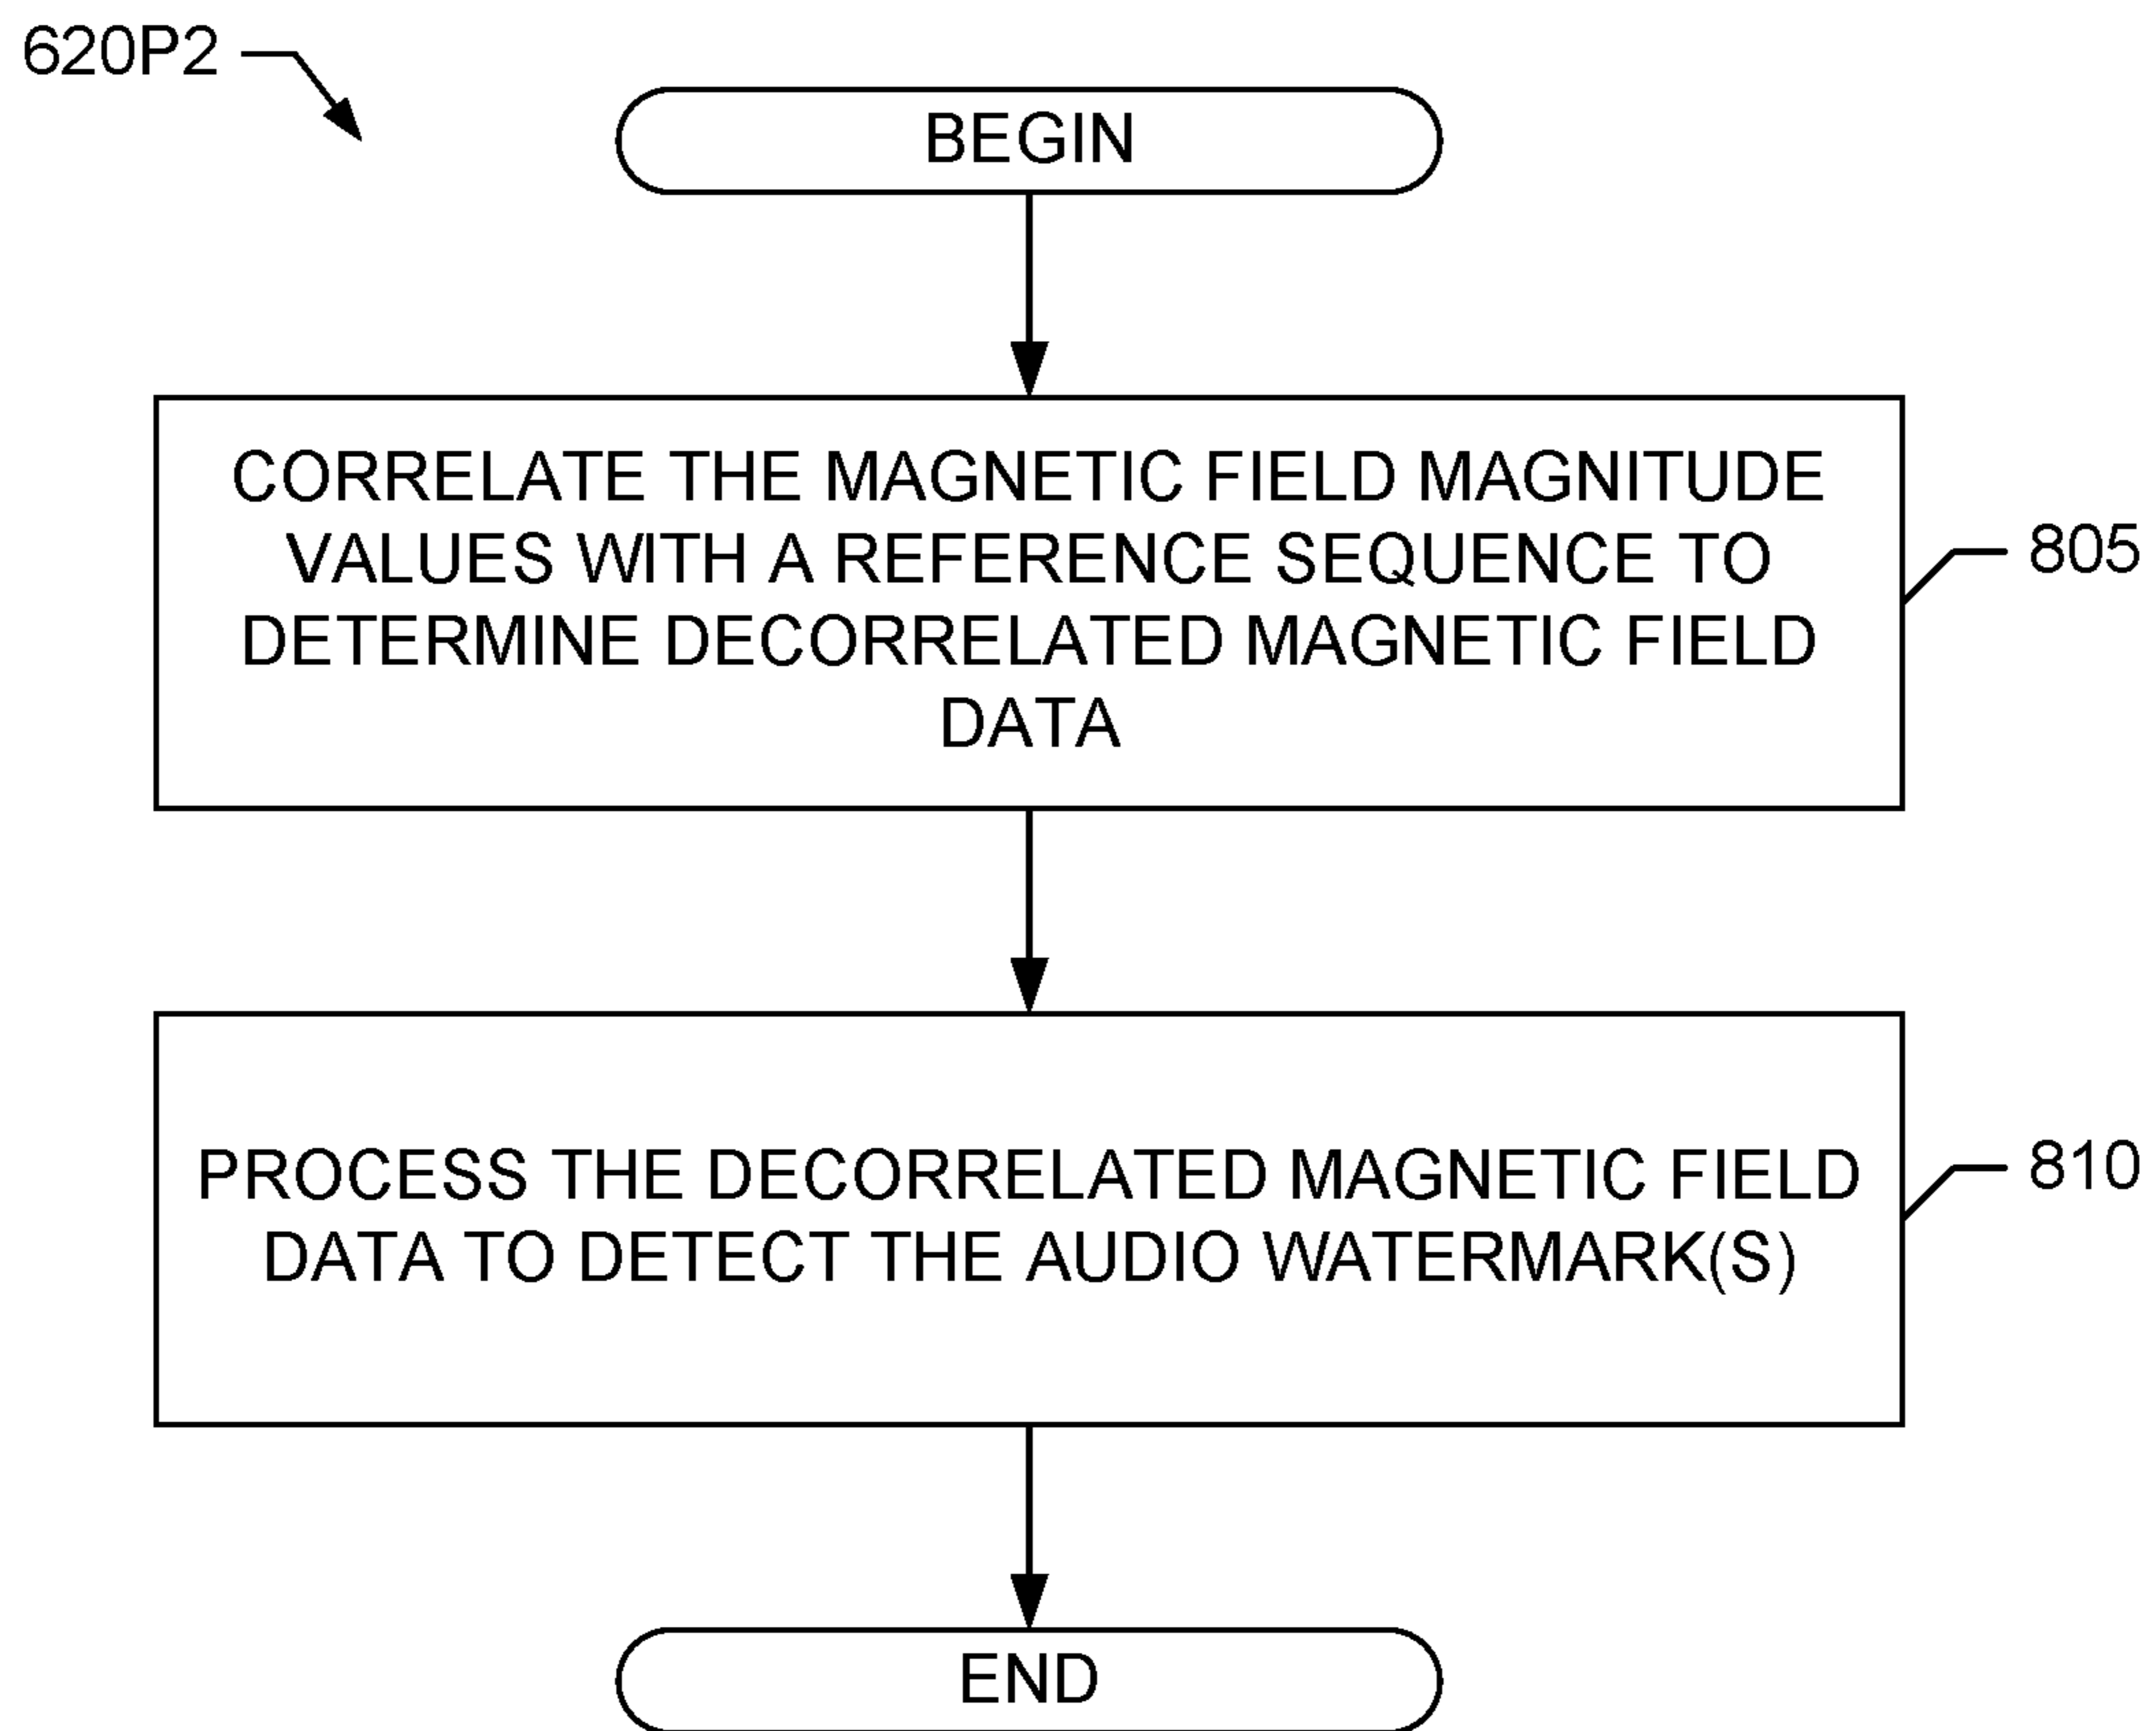 620P2
BEGIN
CORRELATE THE MAGNETIC FIELD MAGNITUDE
VALUES WITH A REFERENCE SEQUENCE TO
DETERMINE DECORRELATED MAGNETIC FIELD
DATA
805
PROCESS THE DECORRELATED MAGNETIC FIELD
DATA TO DETECT THE AUDIO WATERMARK(S)
810
END